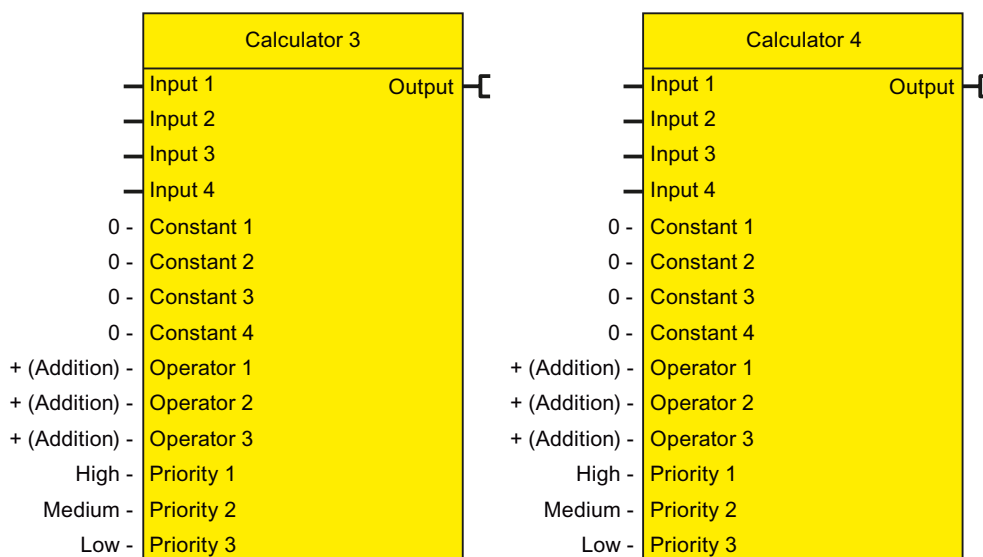 Calculator 3
Input 1 Output
Input 2
Input 3
Input 4
0 - Constant 1
0 - Constant 2
0 - Constant 3
0 - Constant 4
+ (Addition) - Operator 1
+ (Addition) - Operator 2
+ (Addition) - Operator 3
High - Priority 1
Medium - Priority 2
Low - Priority 3
Calculator 4
Input 1 Output
Input 2
Input 3
Input 4
0 - Constant 1
0 - Constant 2
0 - Constant 3
0 - Constant 4
+ (Addition) - Operator 1
+ (Addition) - Operator 2
+ (Addition) - Operator 3
High - Priority 1
Medium - Priority 2
Low - Priority 3